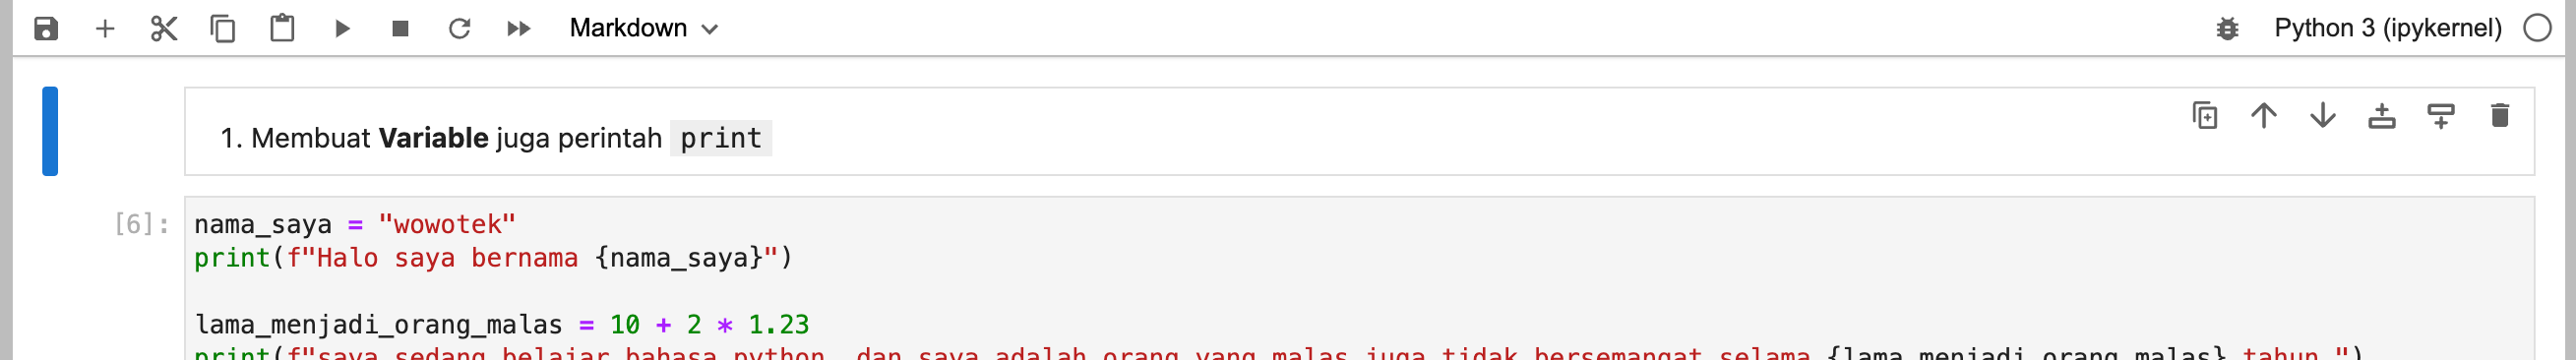 Markdown
Python 3 (ipykernel)
1. Membuat Variable juga perintah print
[6]:
nama_saya = "wowotek"
print(f"Halo saya bernama {nama_saya}")
lama_menjadi_orang_malas = 10 + 2 * 1.23
print(f"saya sedang belajar bahasa python, dan saya adalah orang yang malas juga tidak bersemangat selama {lama_menjadi_orang_malas} tahun.")